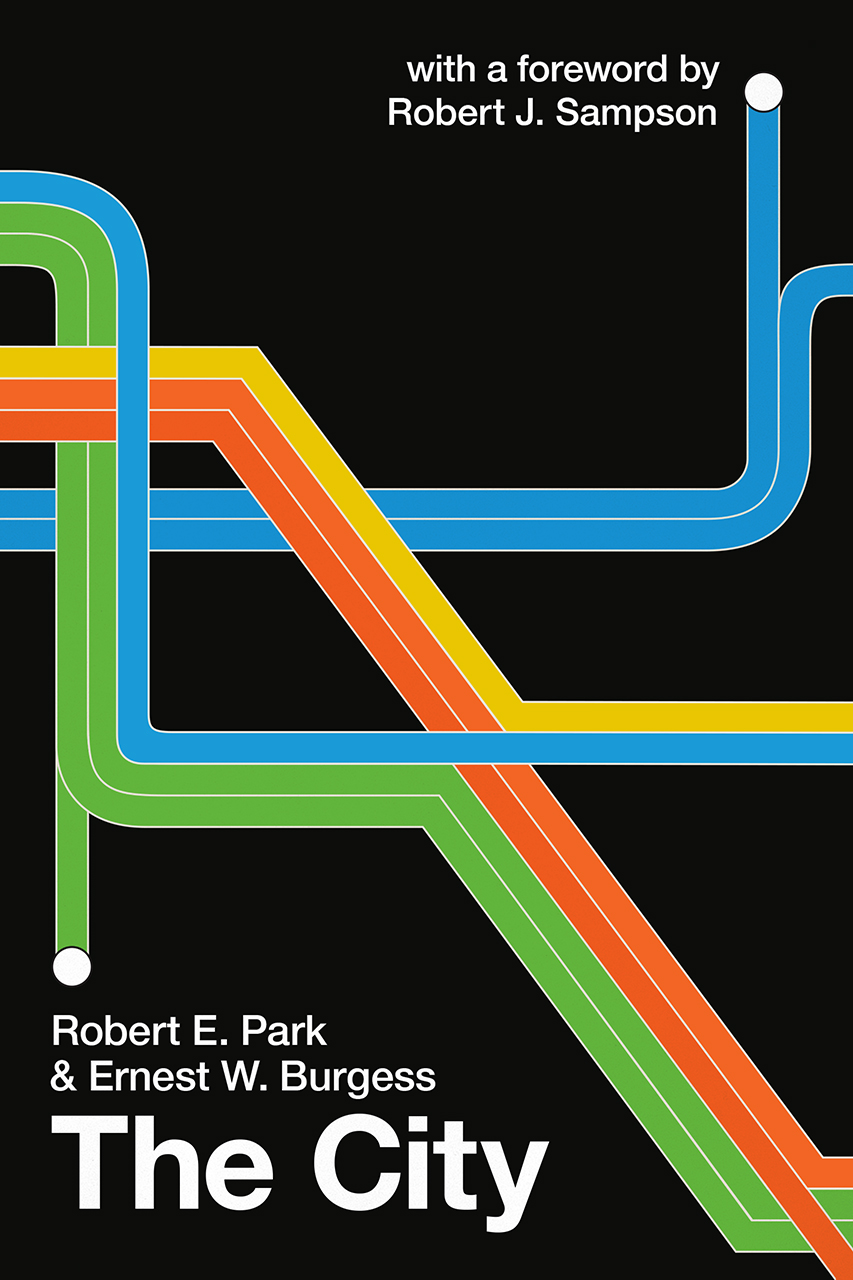 with a foreword by
Robert J. Sampson
Robert E. Park
& Ernest W. Burgess
The City